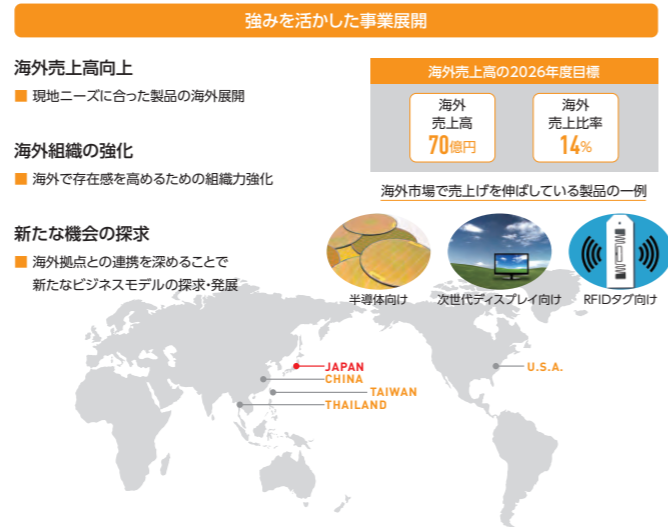 強みを活かした事業展開
海外売上高向上
■ 現地ニーズに合った製品の海外展開
海外組織の強化
■ 海外で存在感を高めるための組織力強化
新たな機会の探求
■ 海外拠点との連携を深めることで
新たなビジネスモデルの探求・発展
海外売上高の2026年度目標
海外
売上高
70億円
海外
売上比率
14%
海外市場で売上げを伸ばしている製品の一例
半導体向け
次世代ディスプレイ向け
RFIDタグ向け
JAPAN
CHINA
TAIWAN
THAILAND
U.S.A.